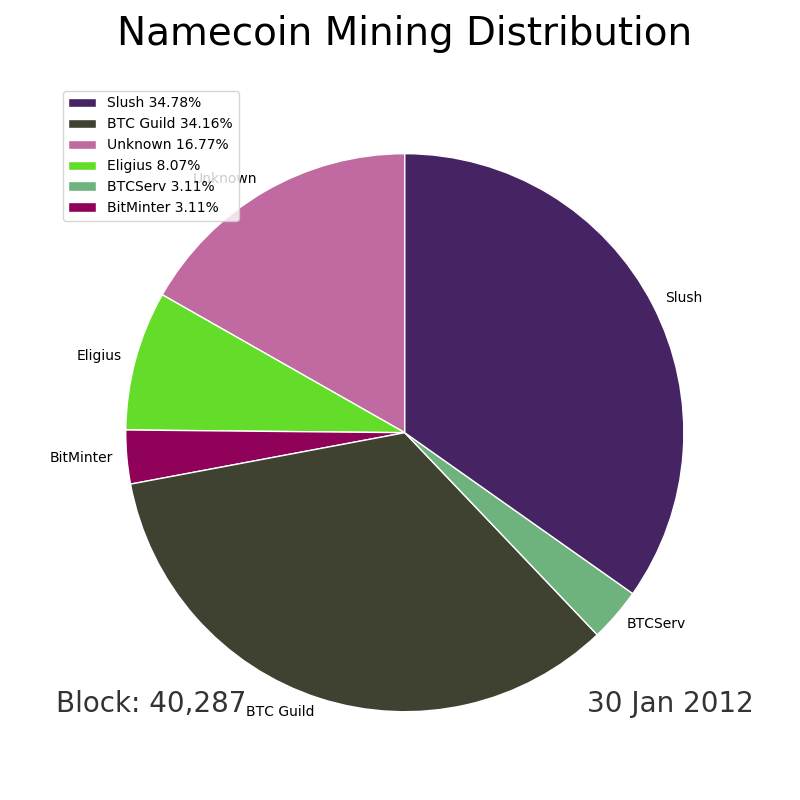 Namecoin Mining Distribution
Slush 34.78%
BTC Guild 34.16%
Unknown 16.77%
Eligius 8.07%
BTCServ 3.11%
BitMinter 3.11%
Unknown
Slush
Eligius
BitMinter
BTCServ
Block: 40,287
BTC Guild
30 Jan 2012